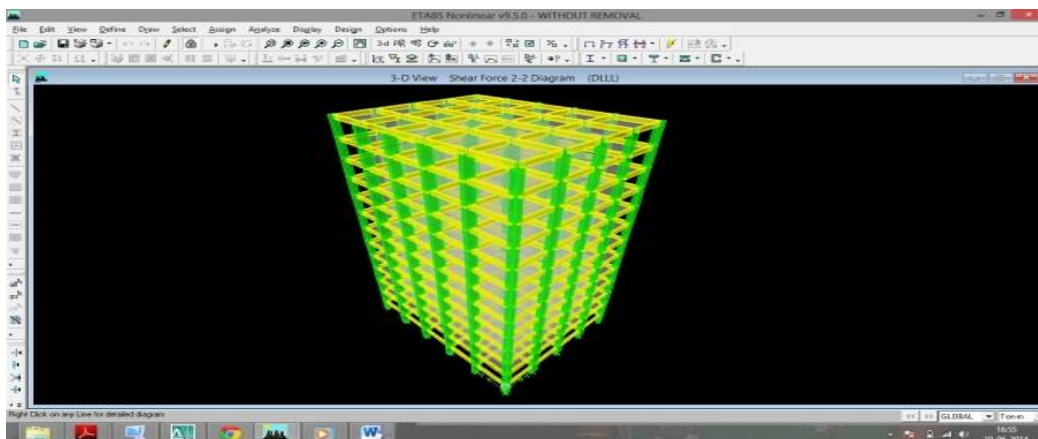 ETABS Nonlinear v9.5.0 - WITHOUT REMOVAL
File Edit View Define Draw Select Assign Analyze Display Design Options Help
3-d
3-D View Shear Force 2-2 Diagram (DLLL)
Right Click on any Line for detailed diagram
GLOBAL Ton-m
16:55